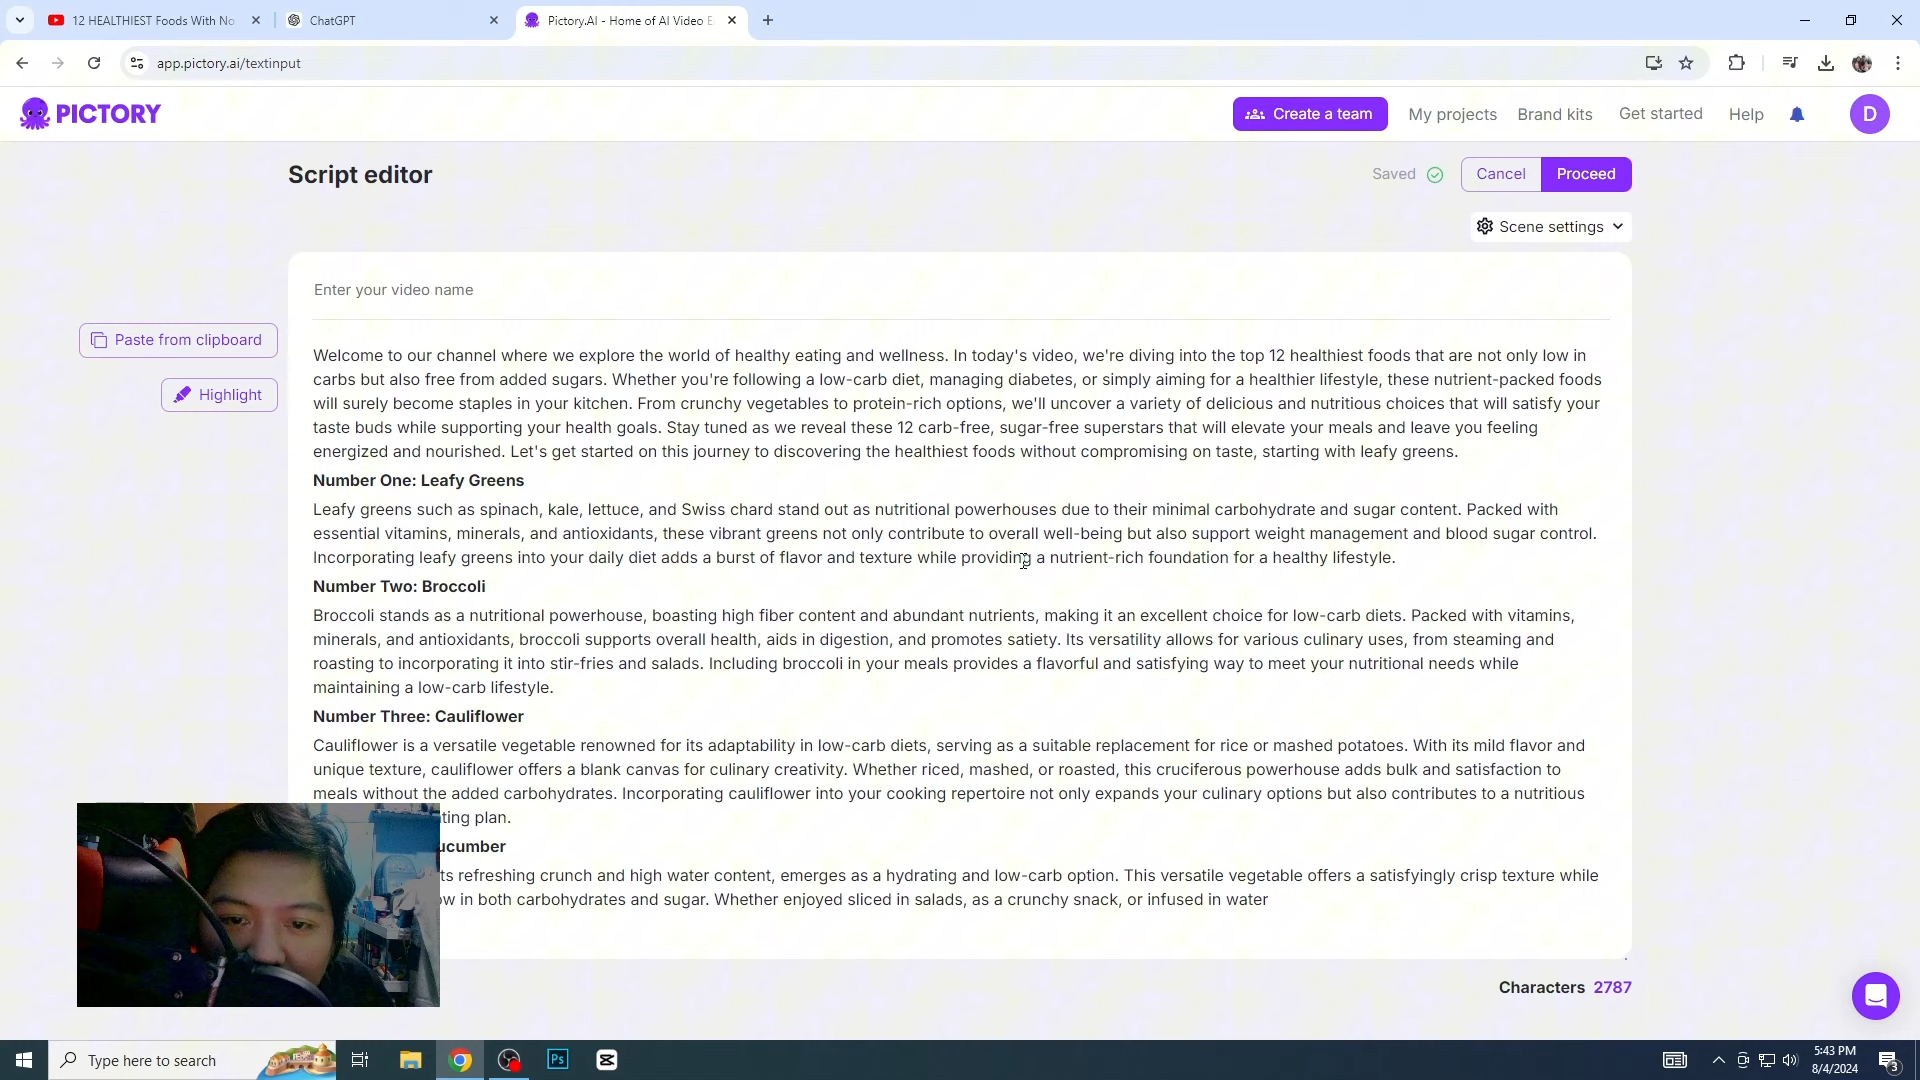 12 HEALTHIEST Foods With No
ChatGPT
Pictory.AI - Home of AI Video E
app.pictory.ai/textinput
PICTORY
Create a team
My projects
Brand kits
Get started
Help
D
Script editor
Saved
Cancel
Proceed
Scene settings
Enter your video name
Paste from clipboard
Highlight
Welcome to our channel where we explore the world of healthy eating and wellness. In today's video, we're diving into the top 12 healthiest foods that are not only low in
carbs but also free from added sugars. Whether you're following a low-carb diet, managing diabetes, or simply aiming for a healthier lifestyle, these nutrient-packed foods
will surely become staples in your kitchen. From crunchy vegetables to protein-rich options, we'll uncover a variety of delicious and nutritious choices that will satisfy your
taste buds while supporting your health goals. Stay tuned as we reveal these 12 carb-free, sugar-free superstars that will elevate your meals and leave you feeling
energized and nourished. Let's get started on this journey to discovering the healthiest foods without compromising on taste, starting with leafy greens.
Number One: Leafy Greens
Leafy greens such as spinach, kale, lettuce, and Swiss chard stand out as nutritional powerhouses due to their minimal carbohydrate and sugar content. Packed with
essential vitamins, minerals, and antioxidants, these vibrant greens not only contribute to overall well-being but also support weight management and blood sugar control.
Incorporating leafy greens into your daily diet adds a burst of flavor and texture while providing a nutrient-rich foundation for a healthy lifestyle.
Number Two: Broccoli
Broccoli stands as a nutritional powerhouse, boasting high fiber content and abundant nutrients, making it an excellent choice for low-carb diets. Packed with vitamins,
minerals, and antioxidants, broccoli supports overall health, aids in digestion, and promotes satiety. Its versatility allows for various culinary uses, from steaming and
roasting to incorporating it into stir-fries and salads. Including broccoli in your meals provides a flavorful and satisfying way to meet your nutritional needs while
maintaining a low-carb lifestyle.
Number Three: Cauliflower
Cauliflower is a versatile vegetable renowned for its adaptability in low-carb diets, serving as a suitable replacement for rice or mashed potatoes. With its mild flavor and
unique texture, cauliflower offers a blank canvas for culinary creativity. Whether riced, mashed, or roasted, this cruciferous powerhouse adds bulk and satisfaction to
meals without the added carbohydrates. Incorporating cauliflower into your cooking repertoire not only expands your culinary options but also contributes to a nutritious
ting plan.
ucumber
ts refreshing crunch and high water content, emerges as a hydrating and low-carb option. This versatile vegetable offers a satisfyingly crisp texture while
ow in both carbohydrates and sugar. Whether enjoyed sliced in salads, as a crunchy snack, or infused in water
Characters 2787
Type here to search
Ps
5:43 PM
8/4/2024
3